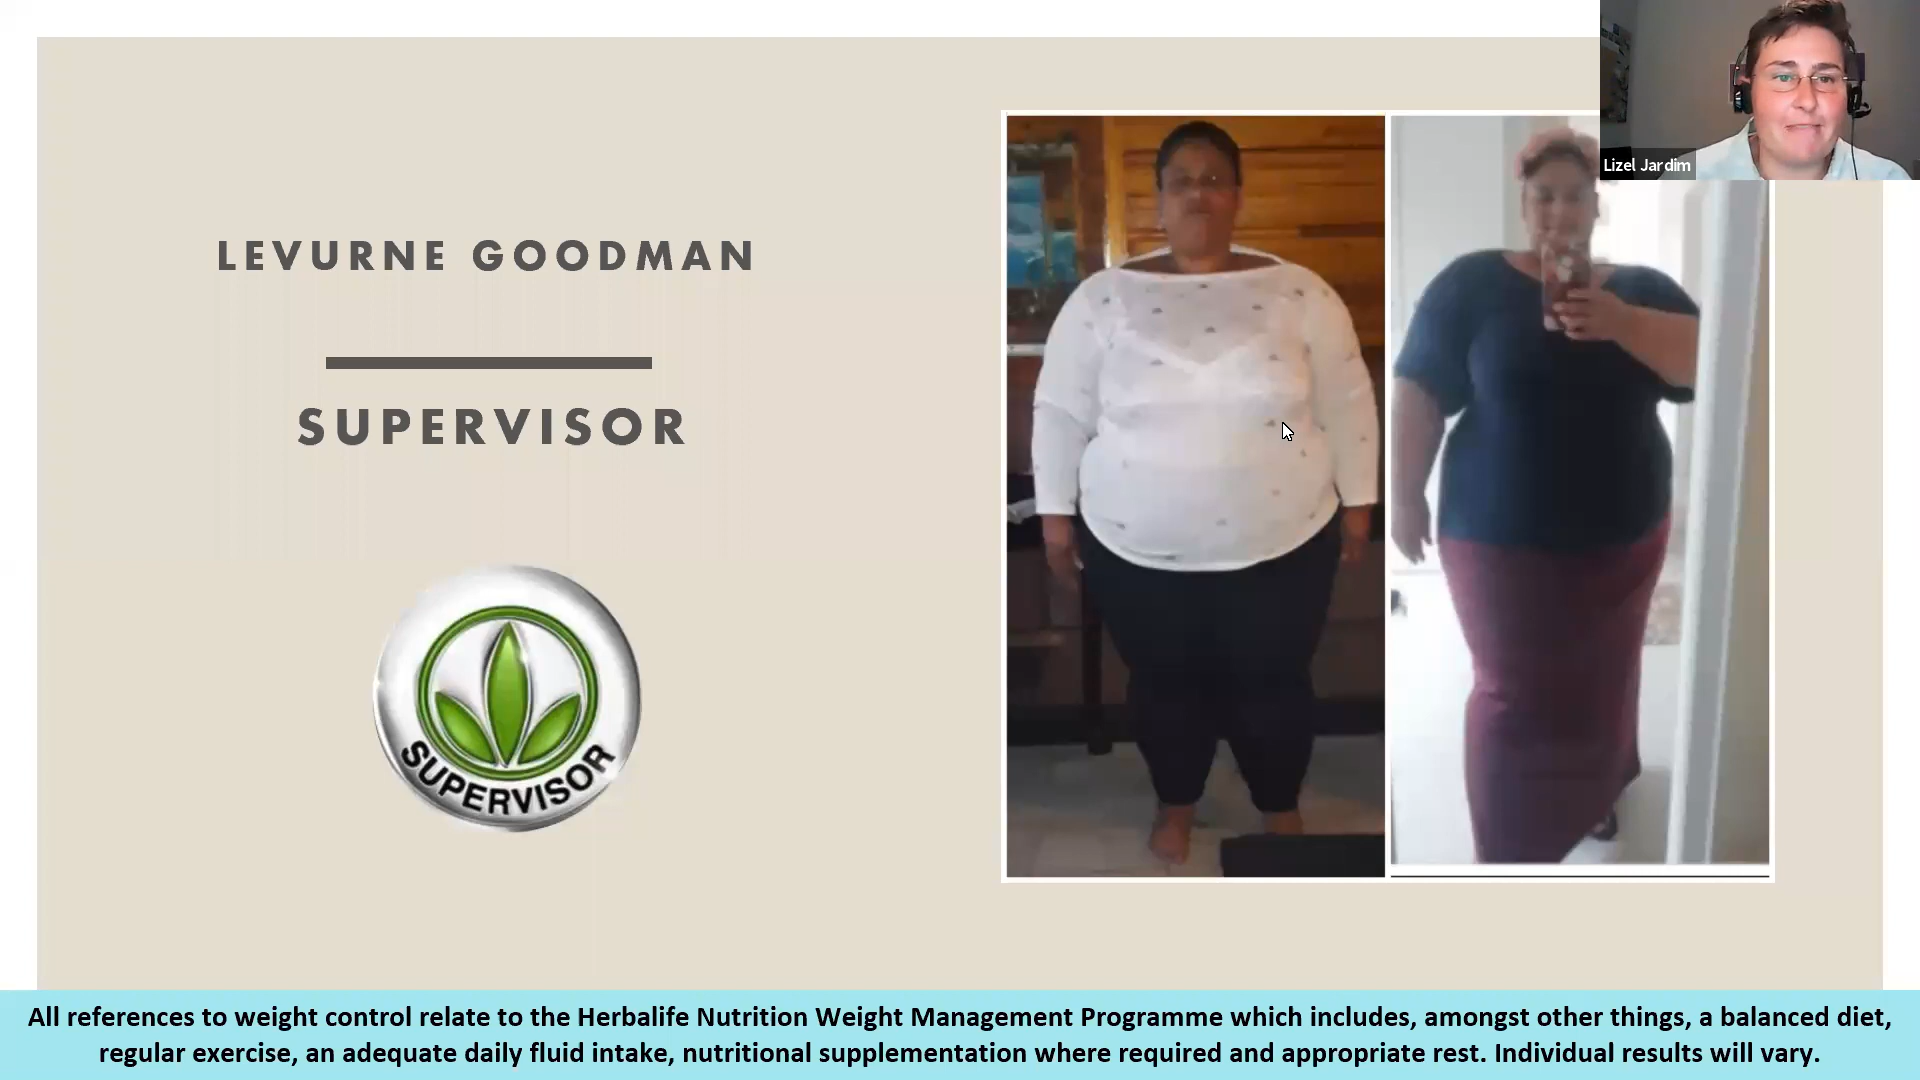 Lizel Jardim
LEVURNE GOODMAN
SUPERVISOR
SUPERVISOR
All references to weight control relate to the Herbalife Nutrition Weight Management Programme which includes, amongst other things, a balanced diet,
regular exercise, an adequate daily fluid intake, nutritional supplementation where required and appropriate rest. Individual results will vary.